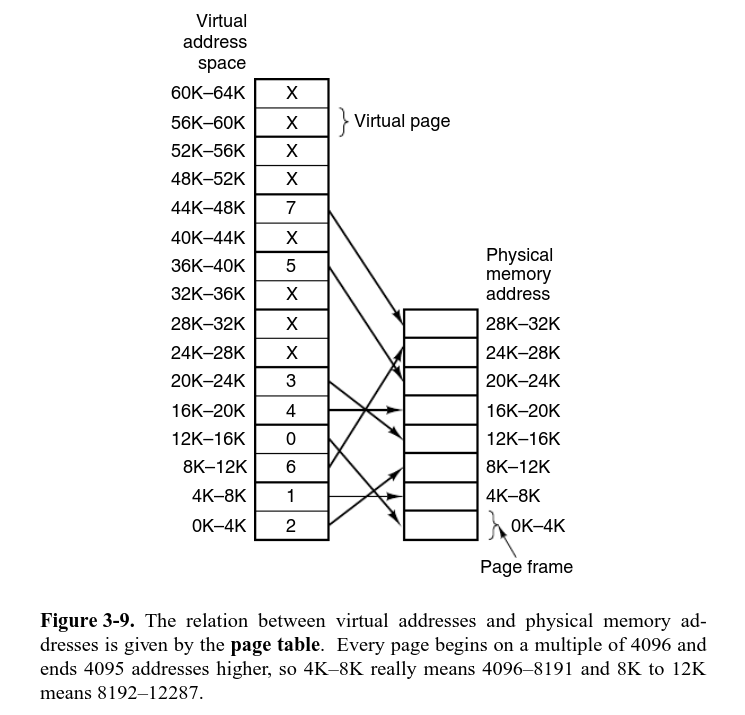 Virtual
address
space
60K–64K X
56K–60K X Virtual page
52K–56K X
48K–52K X
44K–48K 7
40K–44K X
36K–40K 5
32K–36K X
28K–32K X
24K–28K X
20K–24K 3
16K–20K 4
12K–16K 0
8K–12K 6
4K–8K 1
0K–4K 2
Physical
memory
address
28K–32K
24K–28K
20K–24K
16K–20K
12K–16K
8K–12K
4K–8K
0K–4K
Page frame
Figure 3-9. The relation between virtual addresses and physical memory ad-
dresses is given by the page table. Every page begins on a multiple of 4096 and
ends 4095 addresses higher, so 4K–8K really means 4096–8191 and 8K to 12K
means 8192–12287.